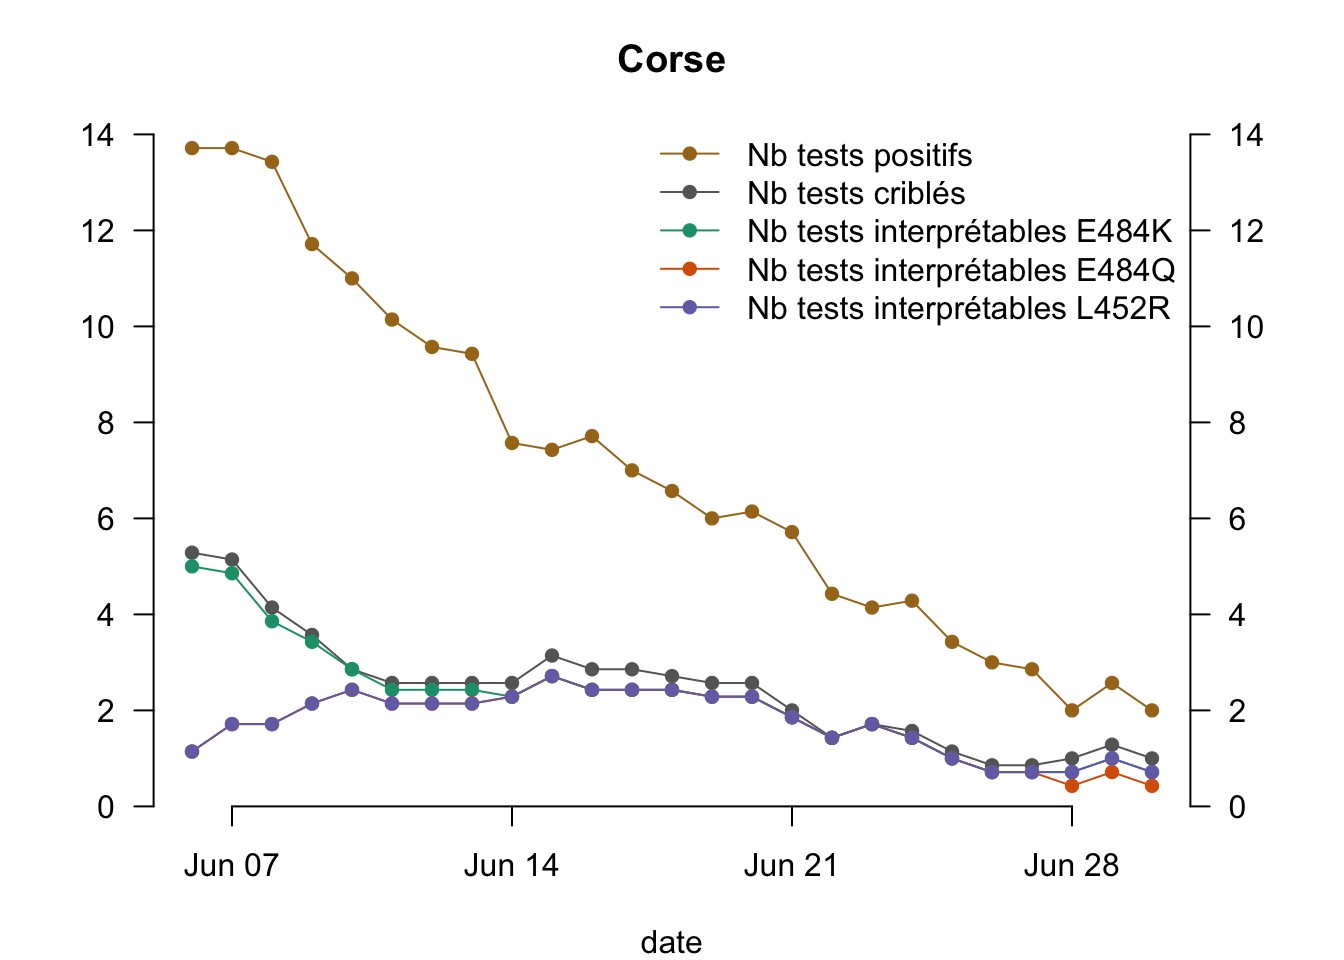 Corse
14
12
10
8
6
4
2
0
Nb tests positifs
Nb tests criblés
Nb tests interprétables E484K
Nb tests interprétables E484Q
Nb tests interprétables L452R
14
12
10
8
6
4
2
0
Jun 07 Jun 14 Jun 21 Jun 28
date